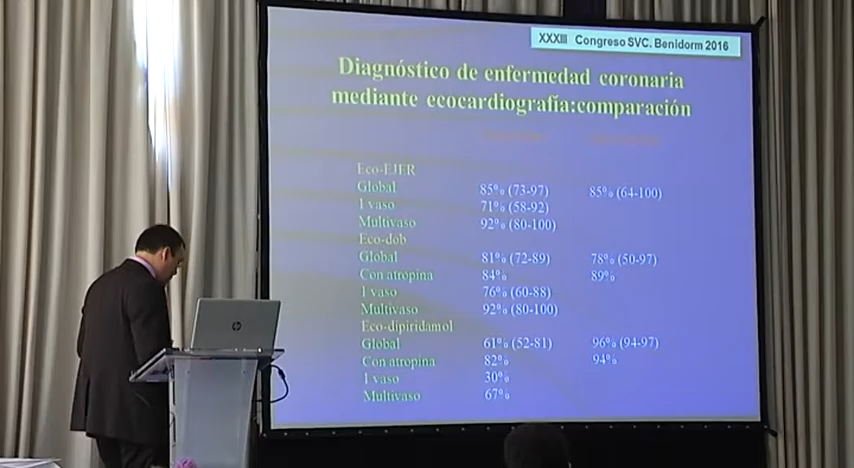 XXXIII Congreso SVC. Benidorm 2016
Diagnóstico de enfermedad coronaria
mediante ecocardiografía:comparación
Eco-EJER
Global 85% (73-97) 85% (64-100)
1 vaso 71% (58-92)
Multivaso 92% (80-100)
Eco-dob
Global 81% (72-89) 78% (50-97)
Con atropina 84% 89%
1 vaso 76% (60-88)
Multivaso 92% (80-100)
Eco-dipiridamol
Global 61% (52-81) 96% (94-97)
Con atropina 82% 94%
1 vaso 30%
Multivaso 67%
hp